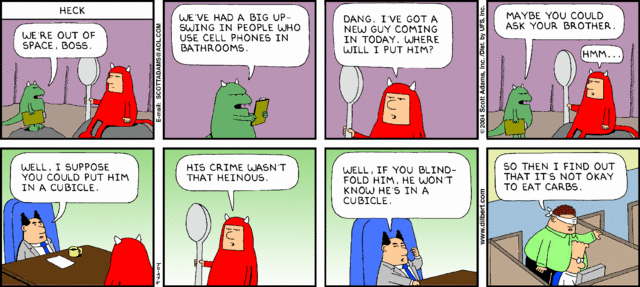 HECK
WE'RE OUT OF
SPACE, BOSS.
E-mail: SCOTTADAMS@AOL.COM
WE'VE HAD A BIG UP-
SWING IN PEOPLE WHO
USE CELL PHONES IN
BATHROOMS.
DANG. I'VE GOT A
NEW GUY COMING
IN TODAY. WHERE
WILL I PUT HIM?
© 2004 Scott Adams, Inc./Dist. by UFS, Inc.
MAYBE YOU COULD
ASK YOUR BROTHER.
HMM...
WELL, I SUPPOSE
YOU COULD PUT HIM
IN A CUBICLE.
HIS CRIME WASN'T
THAT HEINOUS.
WELL, IF YOU BLIND-
FOLD HIM, HE WON'T
KNOW HE'S IN A
CUBICLE.
www.dilbert.com
SO THEN I FIND OUT
THAT IT'S NOT OKAY
TO EAT CARBS.